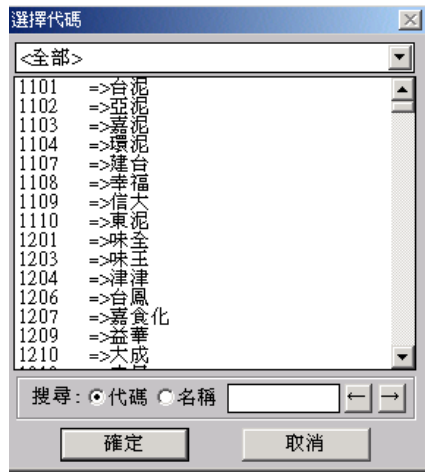 選擇代碼
<全部>
1101 =>台泥
1102 =>亞泥
1103 =>嘉泥
1104 =>環泥
1107 =>建台
1108 =>幸福
1109 =>信大
1110 =>東泥
1201 =>味全
1203 =>味王
1204 =>津津
1206 =>台鳳
1207 =>嘉食化
1209 =>益華
1210 =>大成
搜尋: 代碼 名稱 ← →
確定 取消